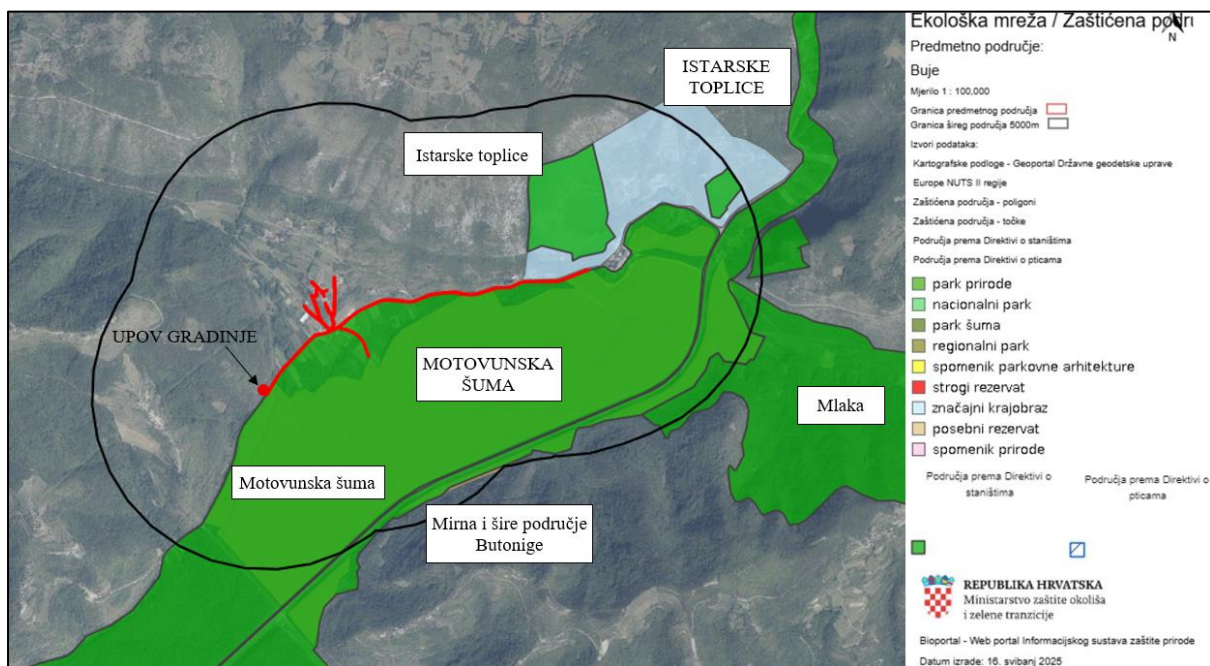 ISTARSKE
TOPLICE
Istarske toplice
UPOV GRADINJE
MOTOVUNSKA
ŠUMA
Mlaka
Motovunska šuma
Mirna i šire područje
Butonige
Ekološka mreža / Zaštićena
N
Predmetno područje:
Buje
Mjerilo 1 : 100,000
Granica predmetnog područja
Granica šireg područja 5000m
Izvori podataka:
Kartografske podloge - Geoportal Državne geodetske uprave
Europe NUTS II regije
Zaštićena područja - poligoni
Zaštićena područja - točke
Područja prema Direktivi o staništima
Područja prema Direktivi o pticama
park prirode
nacionalni park
park šuma
regionalni park
spomenik parkovne arhitekture
strogi rezervat
značajni krajobraz
posebni rezervat
spomenik prirode
Područja prema Direktivi o
staništima
Područja prema Direktivi o
pticama
REPUBLIKA HRVATSKA
Ministarstvo zaštite okoliša
i zelene tranzicije
Bioportal - Web portal Informacijskog sustava zaštite prirode
Datum izrade: 16. svibanj 2025